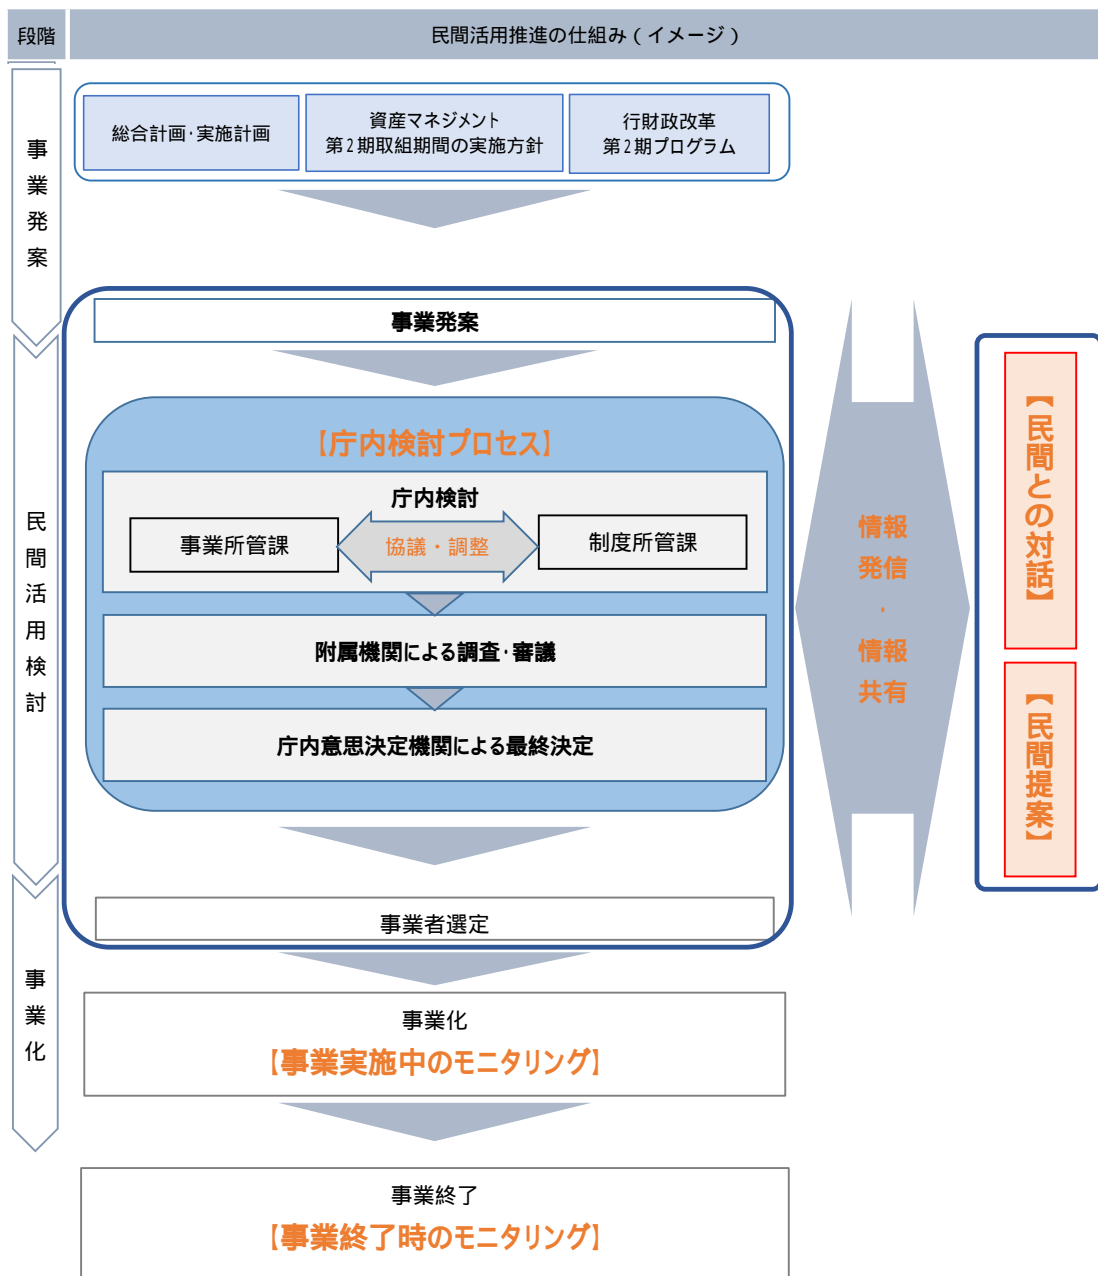 段階
民間活用推進の仕組み（イメージ）
事業発案
総合計画・実施計画
資産マネジメント
第2期取組期間の実施方針
行財政改革
第2期プログラム
事業発案
民間活用検討
【庁内検討プロセス】
庁内検討
事業所管課
協議・調整
制度所管課
附属機関による調査・審議
庁内意思決定機関による最終決定
情報
発信
・
情報
共有
【民間との対話】
【民間提案】
事業者選定
事業化
事業化
【事業実施中のモニタリング】
事業終了
【事業終了時のモニタリング】